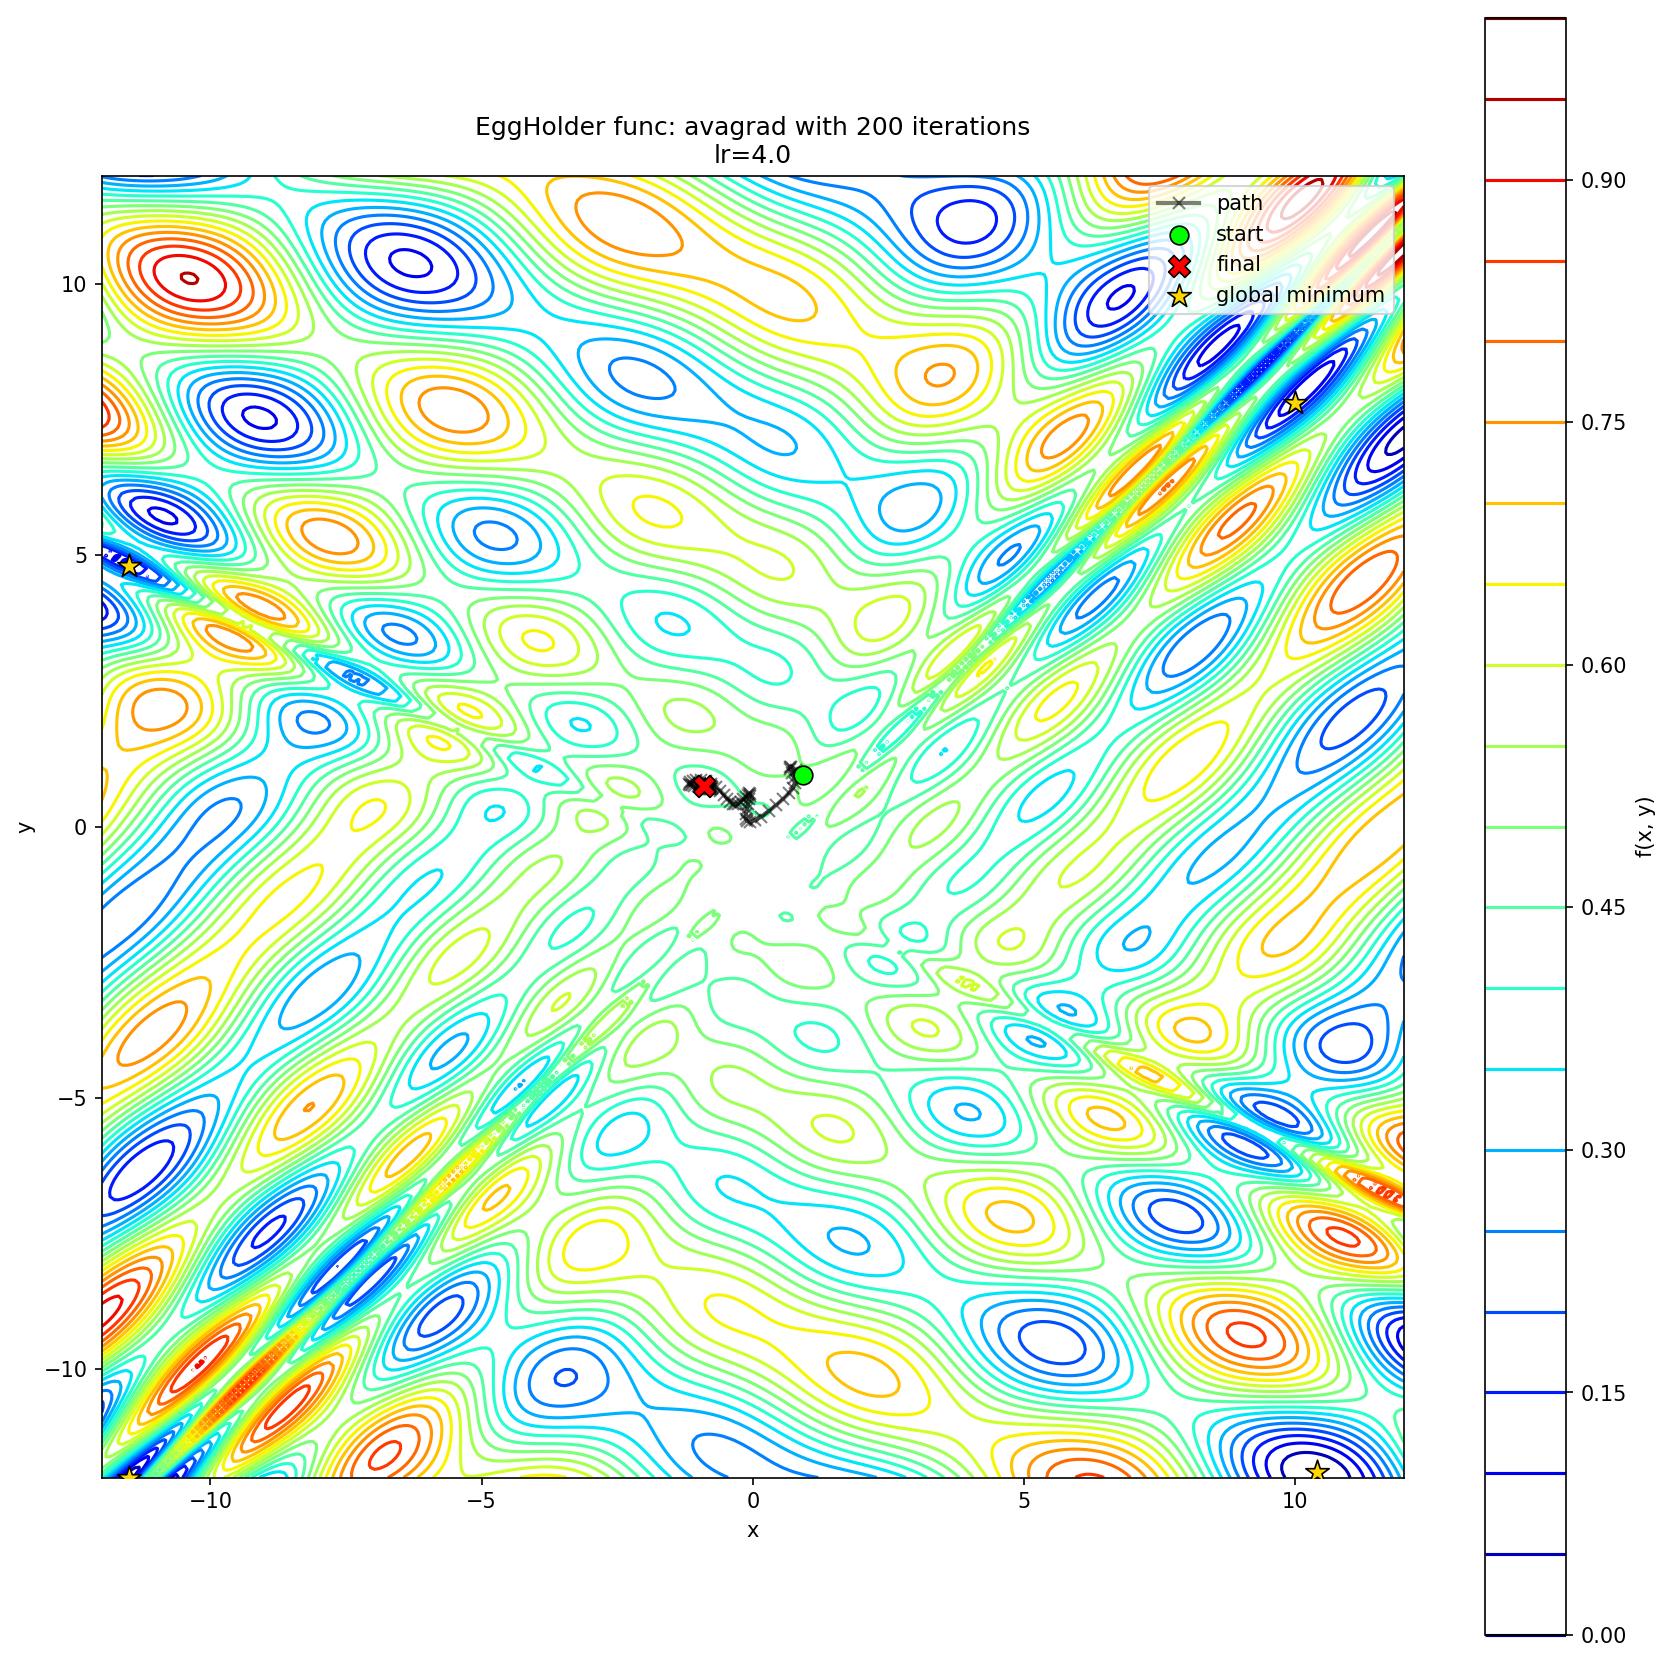 EggHolder func: avagrad with 200 iterations
lr=4.0
path
start
final
global minimum
10
5
0
−5
−10
y
−10
−5
0
5
10
x
0.90
0.75
0.60
0.45
0.30
0.15
0.00
f(x, y)